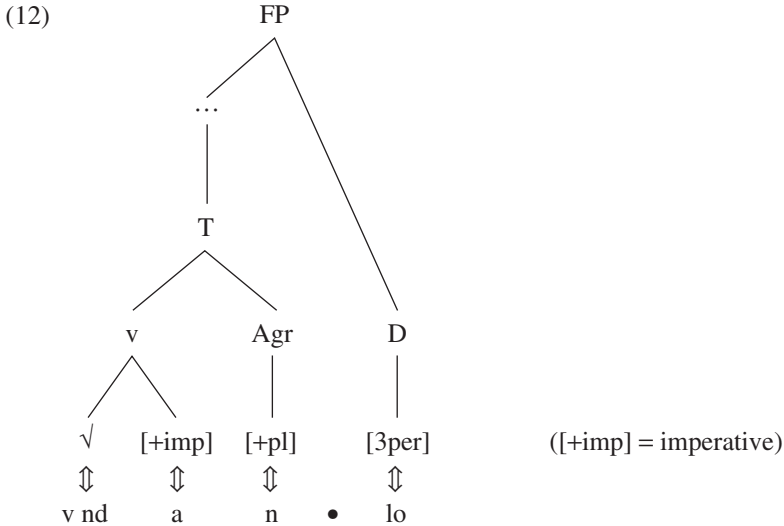 (12) FP
…
T
v Agr D
√ [+imp] [+pl] [3per] ([+imp] = imperative)
⇕ ⇕ ⇕ ⇕
v nd a n • lo